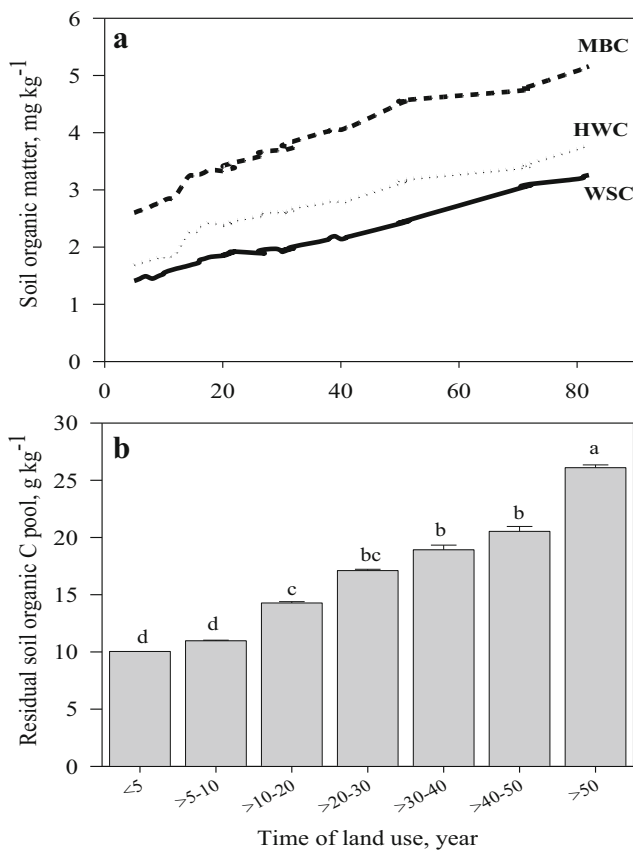 a
Soil organic matter, mg kg⁻¹
6
5
4
3
2
1
0
MBC
HWC
WSC
0 20 40 60 80
b
Residual soil organic C pool, g kg⁻¹
30
25
20
15
10
5
0
d d c bc b b a
<5 >5-10 >10-20 >20-30 >30-40 >40-50 >50
Time of land use, year